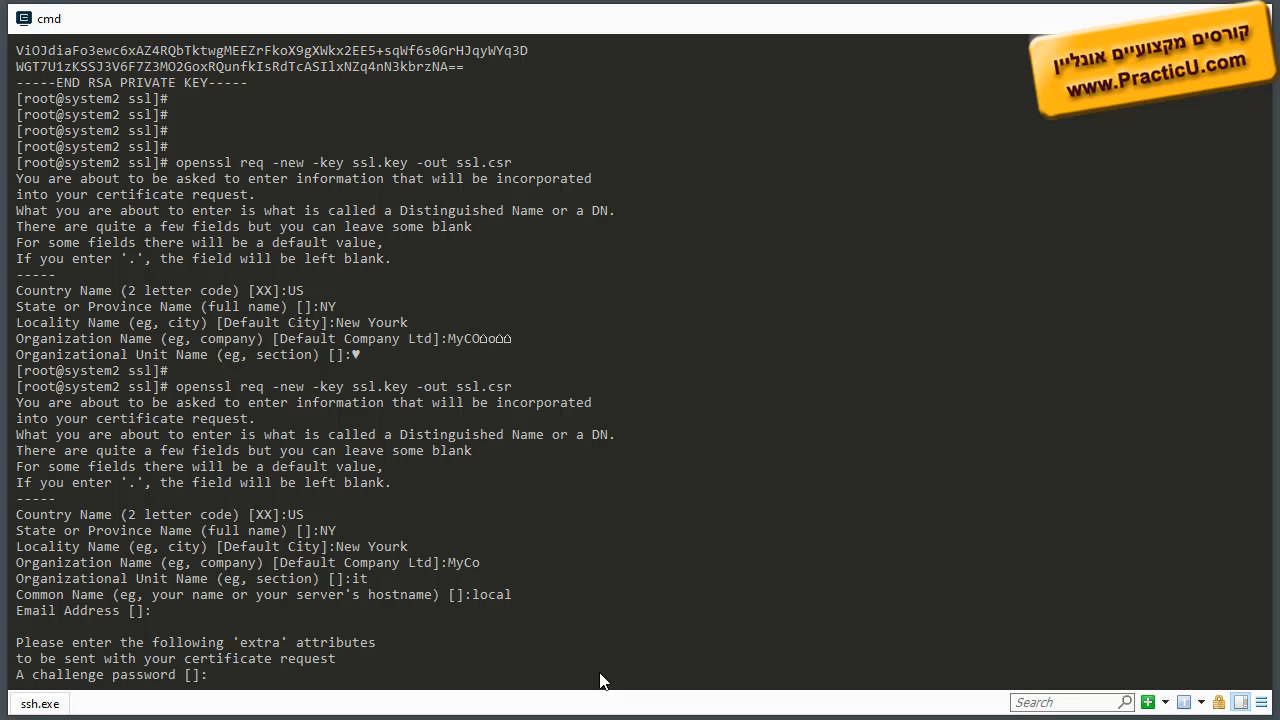 cmd
קורסים מקצועיים אונליין
www.PracticU.com
ViOJdiaFo3ewc6xAZ4RQbTktwgMEEZrFkoX9gXWkx2EE5+sqWf6s0GrHJqyWYq3D
WGT7U1zKSSJ3V6F7Z3MO2GoxRQunfkIsRdTcASIlxNZq4nN3kbrzNA==
-----END RSA PRIVATE KEY-----
[root@system2 ssl]#
[root@system2 ssl]#
[root@system2 ssl]#
[root@system2 ssl]#
[root@system2 ssl]# openssl req -new -key ssl.key -out ssl.csr
You are about to be asked to enter information that will be incorporated
into your certificate request.
What you are about to enter is what is called a Distinguished Name or a DN.
There are quite a few fields but you can leave some blank
For some fields there will be a default value,
If you enter '.', the field will be left blank.
-----
Country Name (2 letter code) [XX]:US
State or Province Name (full name) []:NY
Locality Name (eg, city) [Default City]:New Yourk
Organization Name (eg, company) [Default Company Ltd]:MyCO⌂o⌂⌂
Organizational Unit Name (eg, section) []:♥
[root@system2 ssl]#
[root@system2 ssl]# openssl req -new -key ssl.key -out ssl.csr
You are about to be asked to enter information that will be incorporated
into your certificate request.
What you are about to enter is what is called a Distinguished Name or a DN.
There are quite a few fields but you can leave some blank
For some fields there will be a default value,
If you enter '.', the field will be left blank.
-----
Country Name (2 letter code) [XX]:US
State or Province Name (full name) []:NY
Locality Name (eg, city) [Default City]:New Yourk
Organization Name (eg, company) [Default Company Ltd]:MyCo
Organizational Unit Name (eg, section) []:it
Common Name (eg, your name or your server's hostname) []:local
Email Address []:
Please enter the following 'extra' attributes
to be sent with your certificate request
A challenge password []:
ssh.exe
Search